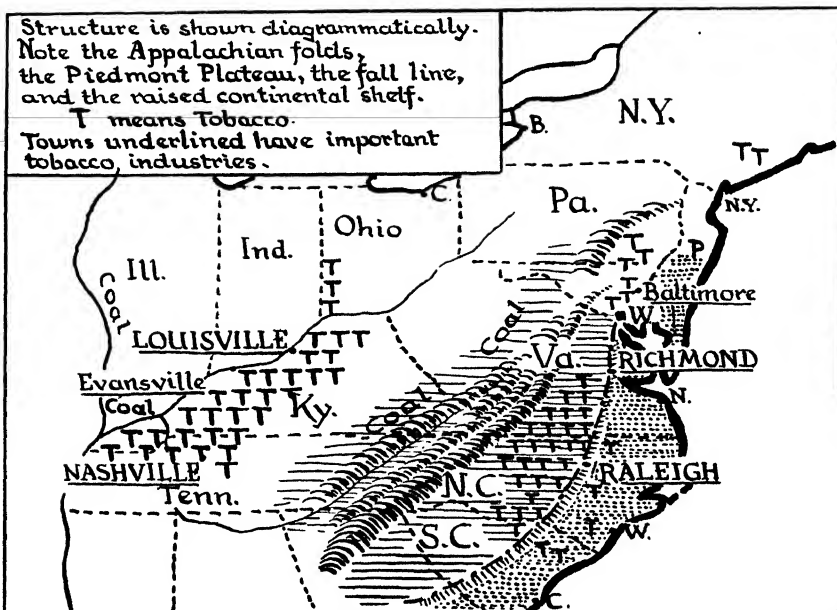 Structure is shown diagrammatically.
Note the Appalachian folds,
the Piedmont Plateau, the fall line,
and the raised continental shelf.
T means Tobacco.
Towns underlined have important
tobacco industries.
B.
N.Y.
T T
C.
Pa.
N.Y.
Ill.
Ind.
Ohio
P
Coal
Baltimore
W.
LOUISVILLE
Coal
Va.
RICHMOND
Evansville
Coal
Ky.
Coal
N.
NASHVILLE
Tenn.
N.C.
RALEIGH
S.C.
W.
C.